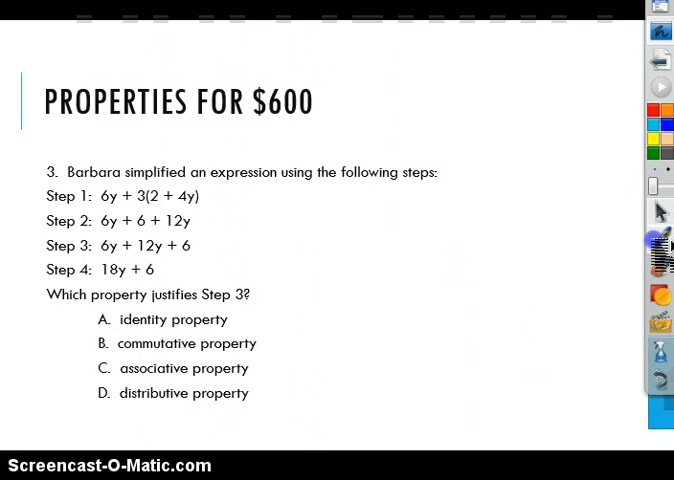 PROPERTIES FOR $600
3. Barbara simplified an expression using the following steps:
Step 1: 6y + 3(2 + 4y)
Step 2: 6y + 6 + 12y
Step 3: 6y + 12y + 6
Step 4: 18y + 6
Which property justifies Step 3?
A. identity property
B. commutative property
C. associative property
D. distributive property
Screencast-O-Matic.com